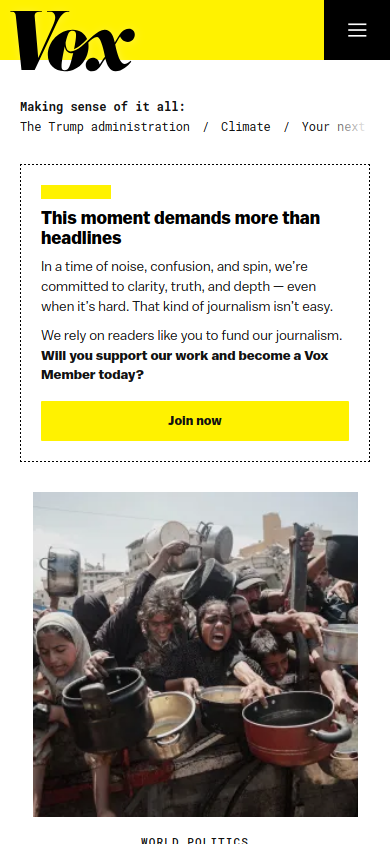 Vox
Making sense of it all:
The Trump administration / Climate / Your next
This moment demands more than
headlines
In a time of noise, confusion, and spin, we’re
committed to clarity, truth, and depth — even
when it’s hard. That kind of journalism isn’t easy.
We rely on readers like you to fund our journalism.
Will you support our work and become a Vox
Member today?
Join now
WORLD POLITICS